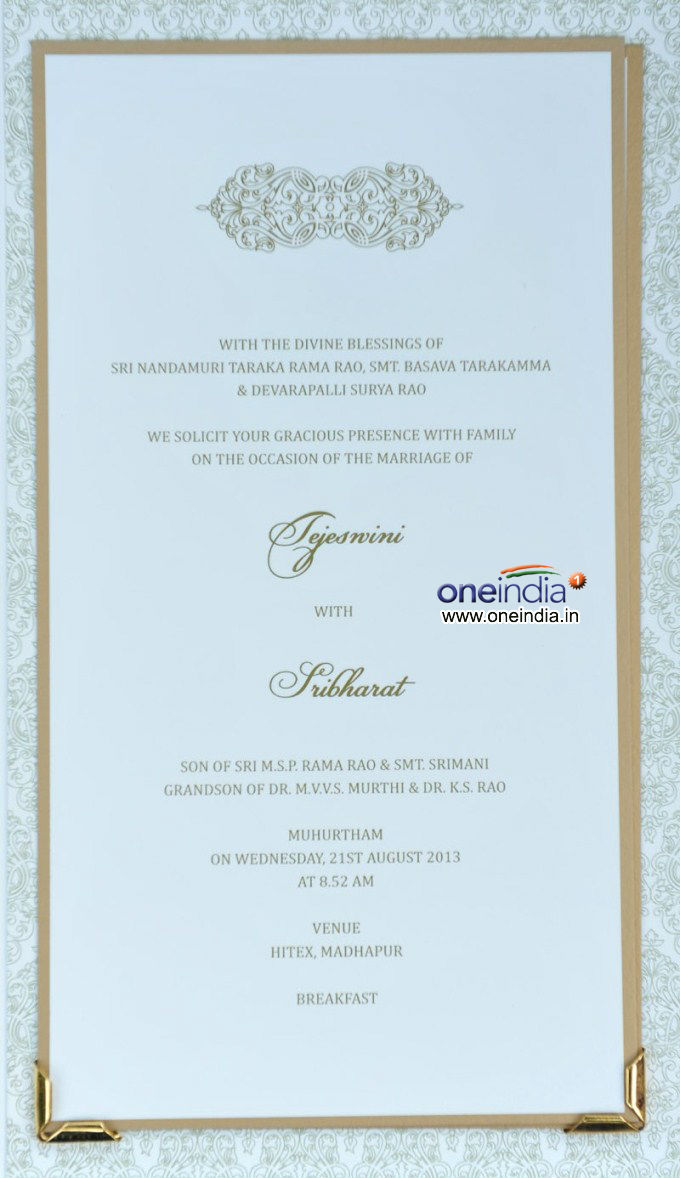 WITH THE DIVINE BLESSINGS OF
SRI NANDAMURI TARAKA RAMA RAO, SMT. BASAVA TARAKAMMA
& DEVARAPALLI SURYA RAO
WE SOLICIT YOUR GRACIOUS PRESENCE WITH FAMILY
ON THE OCCASION OF THE MARRIAGE OF
Tejeswini
WITH
Sribharat
SON OF SRI M.S.P. RAMA RAO & SMT. SRIMANI
GRANDSON OF DR. M.V.V.S. MURTHI & DR. K.S. RAO
MUHURTHAM
ON WEDNESDAY, 21ST AUGUST 2013
AT 8.52 AM
VENUE
HITEX, MADHAPUR
BREAKFAST
oneindia 1
www.oneindia.in